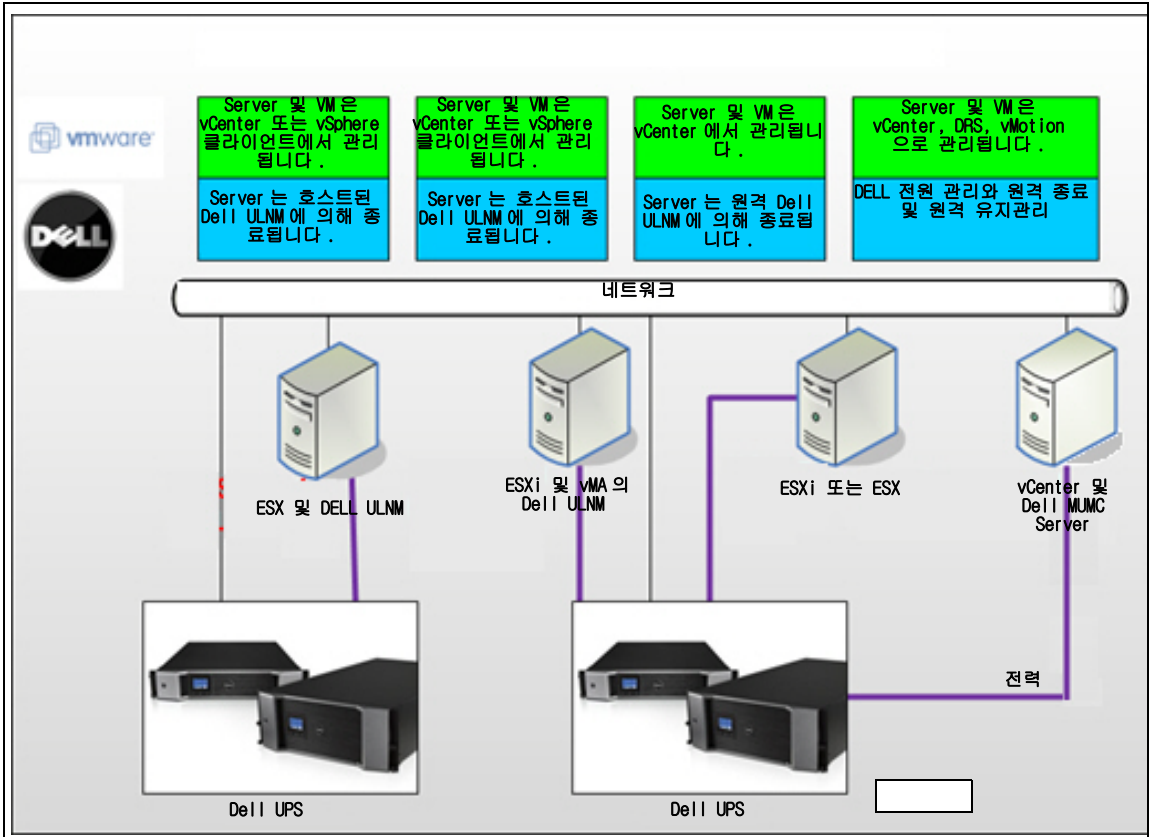 Server 및 VM 은
vCenter 또는 vSphere
클라이언트에서 관리
됩니다 .
Server 및 VM 은
vCenter 또는 vSphere
클라이언트에서 관리
됩니다 .
Server 및 VM 은
vCenter 에서 관리됩니
다 .
Server 및 VM 은
vCenter, DRS, vMotion
으로 관리됩니다 .
vmware
DELL
Server 는 호스트된
Dell ULNM 에 의해 종
료됩니다 .
Server 는 호스트된
Dell ULNM 에 의해 종
료됩니다 .
Server 는 원격 Dell
ULNM 에 의해 종료됩
니다 .
DELL 전원 관리와 원격 종료
및 원격 유지관리
네트워크
ESX 및 DELL ULNM
ESXi 및 vMA 의
Dell ULNM
ESXi 또는 ESX
vCenter 및
Dell MUMC
Server
전력
Dell UPS
Dell UPS